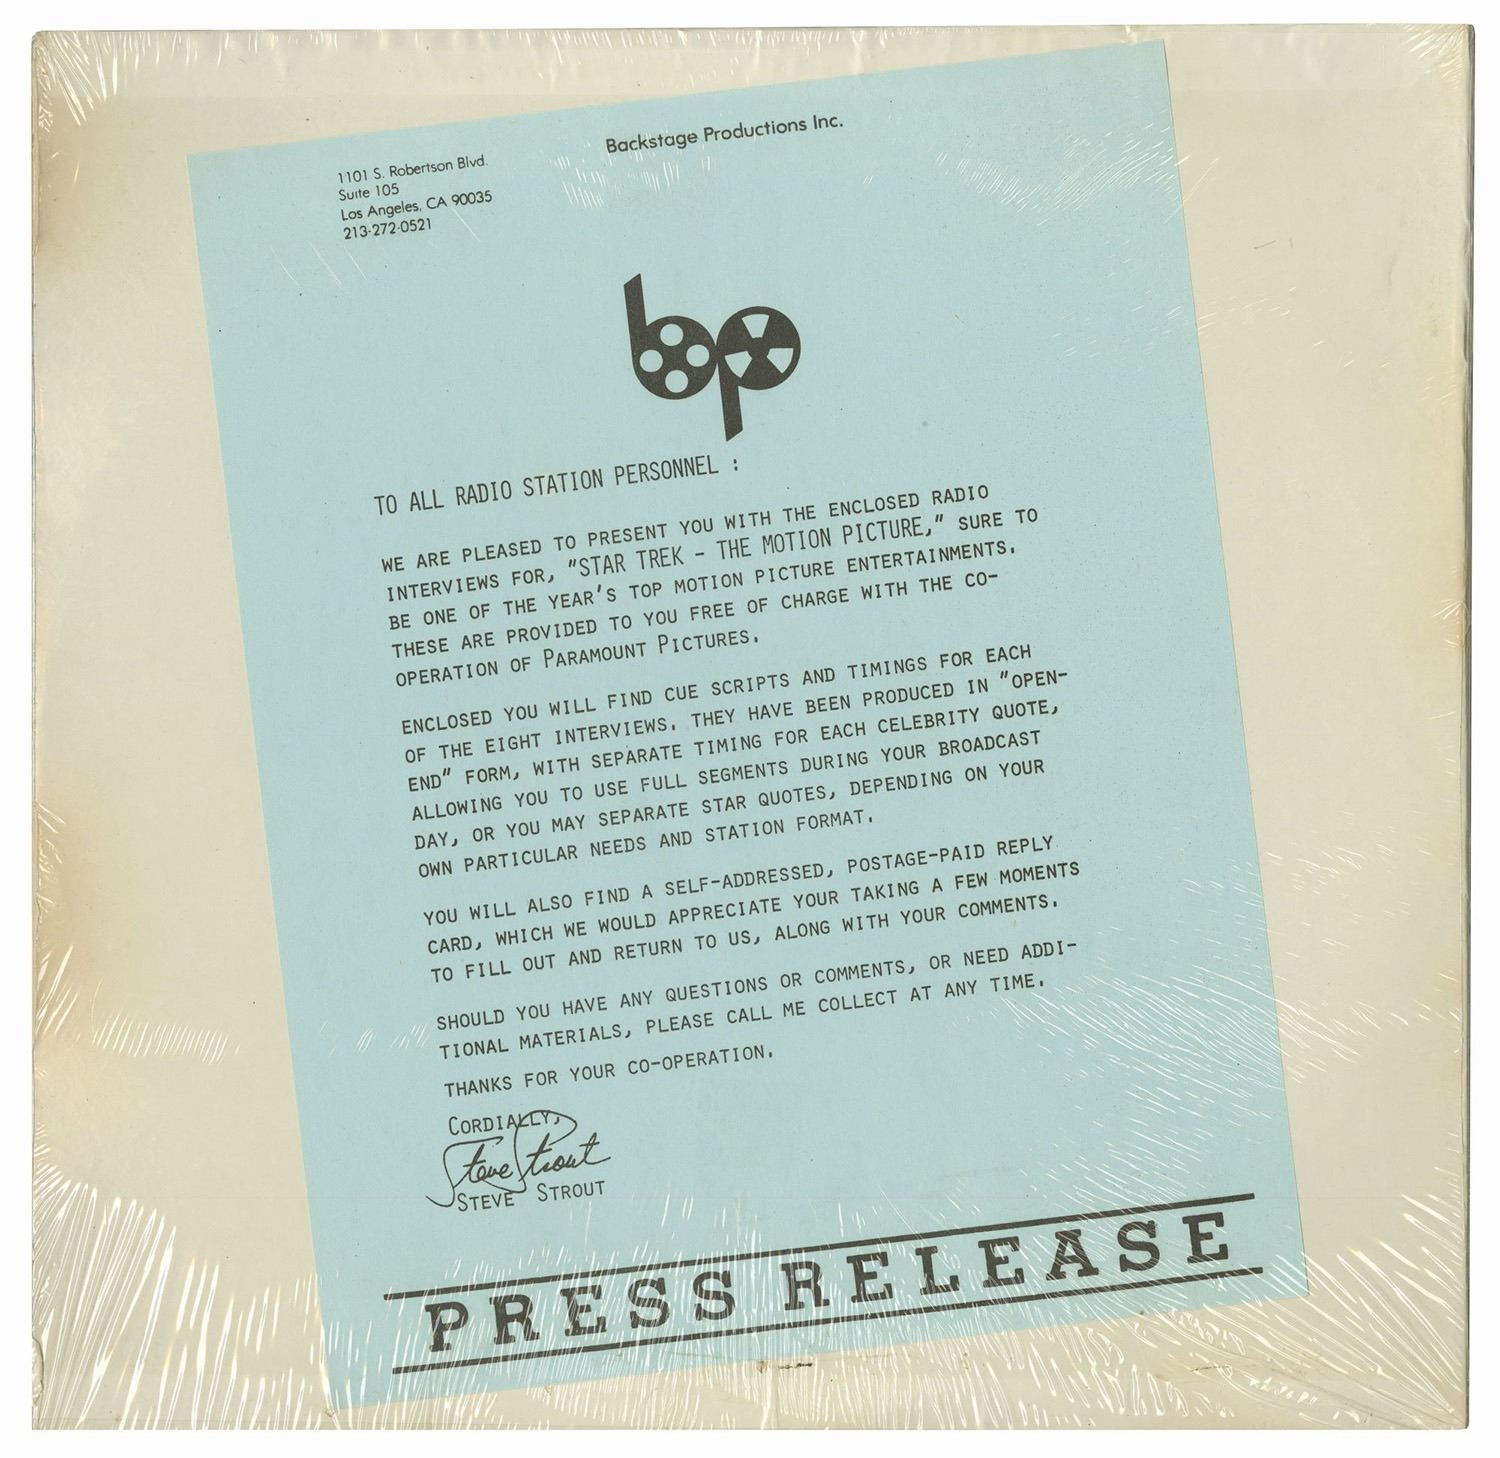 Backstage Productions Inc.
1101 S. Robertson Blvd.
Suite 105
Los Angeles, CA 90035
213-272-0521
bp
TO ALL RADIO STATION PERSONNEL :
WE ARE PLEASED TO PRESENT YOU WITH THE ENCLOSED RADIO
INTERVIEWS FOR, "STAR TREK - THE MOTION PICTURE," SURE TO
BE ONE OF THE YEAR'S TOP MOTION PICTURE ENTERTAINMENTS.
THESE ARE PROVIDED TO YOU FREE OF CHARGE WITH THE CO-
OPERATION OF PARAMOUNT PICTURES.
ENCLOSED YOU WILL FIND CUE SCRIPTS AND TIMINGS FOR EACH
OF THE EIGHT INTERVIEWS. THEY HAVE BEEN PRODUCED IN "OPEN-
END" FORM, WITH SEPARATE TIMING FOR EACH CELEBRITY QUOTE,
ALLOWING YOU TO USE FULL SEGMENTS DURING YOUR BROADCAST
DAY, OR YOU MAY SEPARATE STAR QUOTES, DEPENDING ON YOUR
OWN PARTICULAR NEEDS AND STATION FORMAT.
YOU WILL ALSO FIND A SELF-ADDRESSED, POSTAGE-PAID REPLY
CARD, WHICH WE WOULD APPRECIATE YOUR TAKING A FEW MOMENTS
TO FILL OUT AND RETURN TO US, ALONG WITH YOUR COMMENTS.
SHOULD YOU HAVE ANY QUESTIONS OR COMMENTS, OR NEED ADDI-
TIONAL MATERIALS, PLEASE CALL ME COLLECT AT ANY TIME.
THANKS FOR YOUR CO-OPERATION.
CORDIALLY,
Steve Strout
STEVE STROUT
PRESS RELEASE